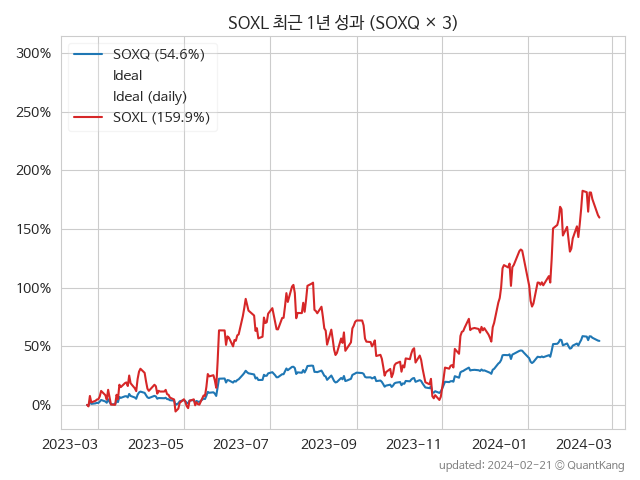 SOXL 최근 1년 성과 (SOXQ × 3)
SOXQ (54.6%)
Ideal
Ideal (daily)
SOXL (159.9%)
300%
250%
200%
150%
100%
50%
0%
2023-03 2023-05 2023-07 2023-09 2023-11 2024-01 2024-03
updated: 2024-02-21 © QuantKang